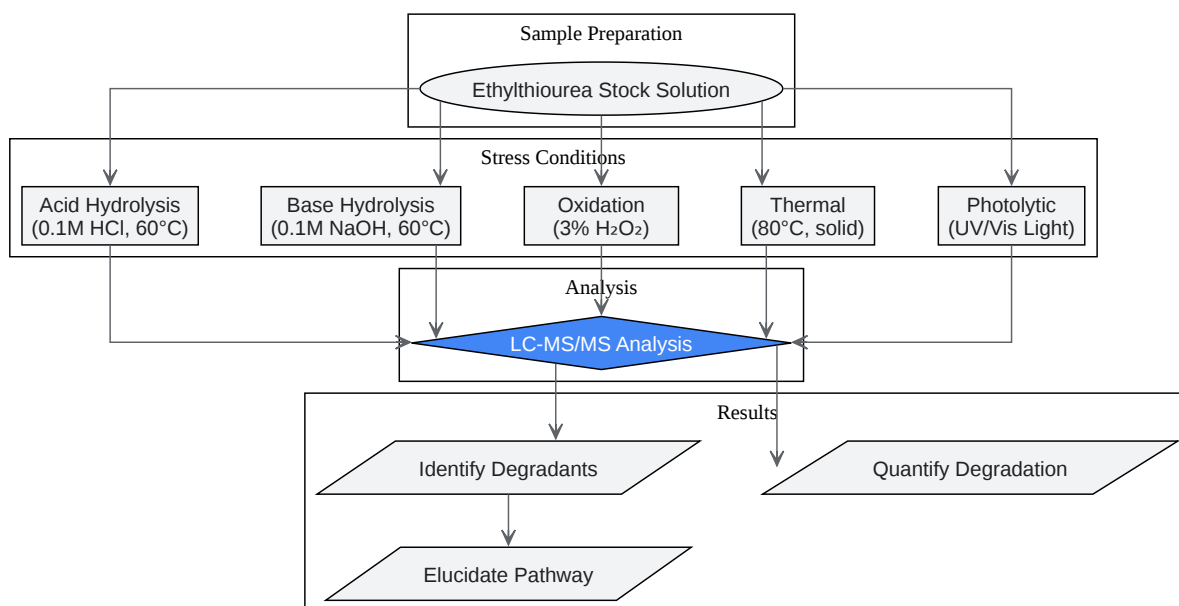 Sample Preparation
Ethylthiourea Stock Solution
Stress Conditions
Acid Hydrolysis
(0.1M HCl, 60°C)
Base Hydrolysis
(0.1M NaOH, 60°C)
Oxidation
(3% H₂O₂)
Thermal
(80°C, solid)
Photolytic
(UV/Vis Light)
Analysis
LC-MS/MS Analysis
Results
Identify Degradants
Quantify Degradation
Elucidate Pathway